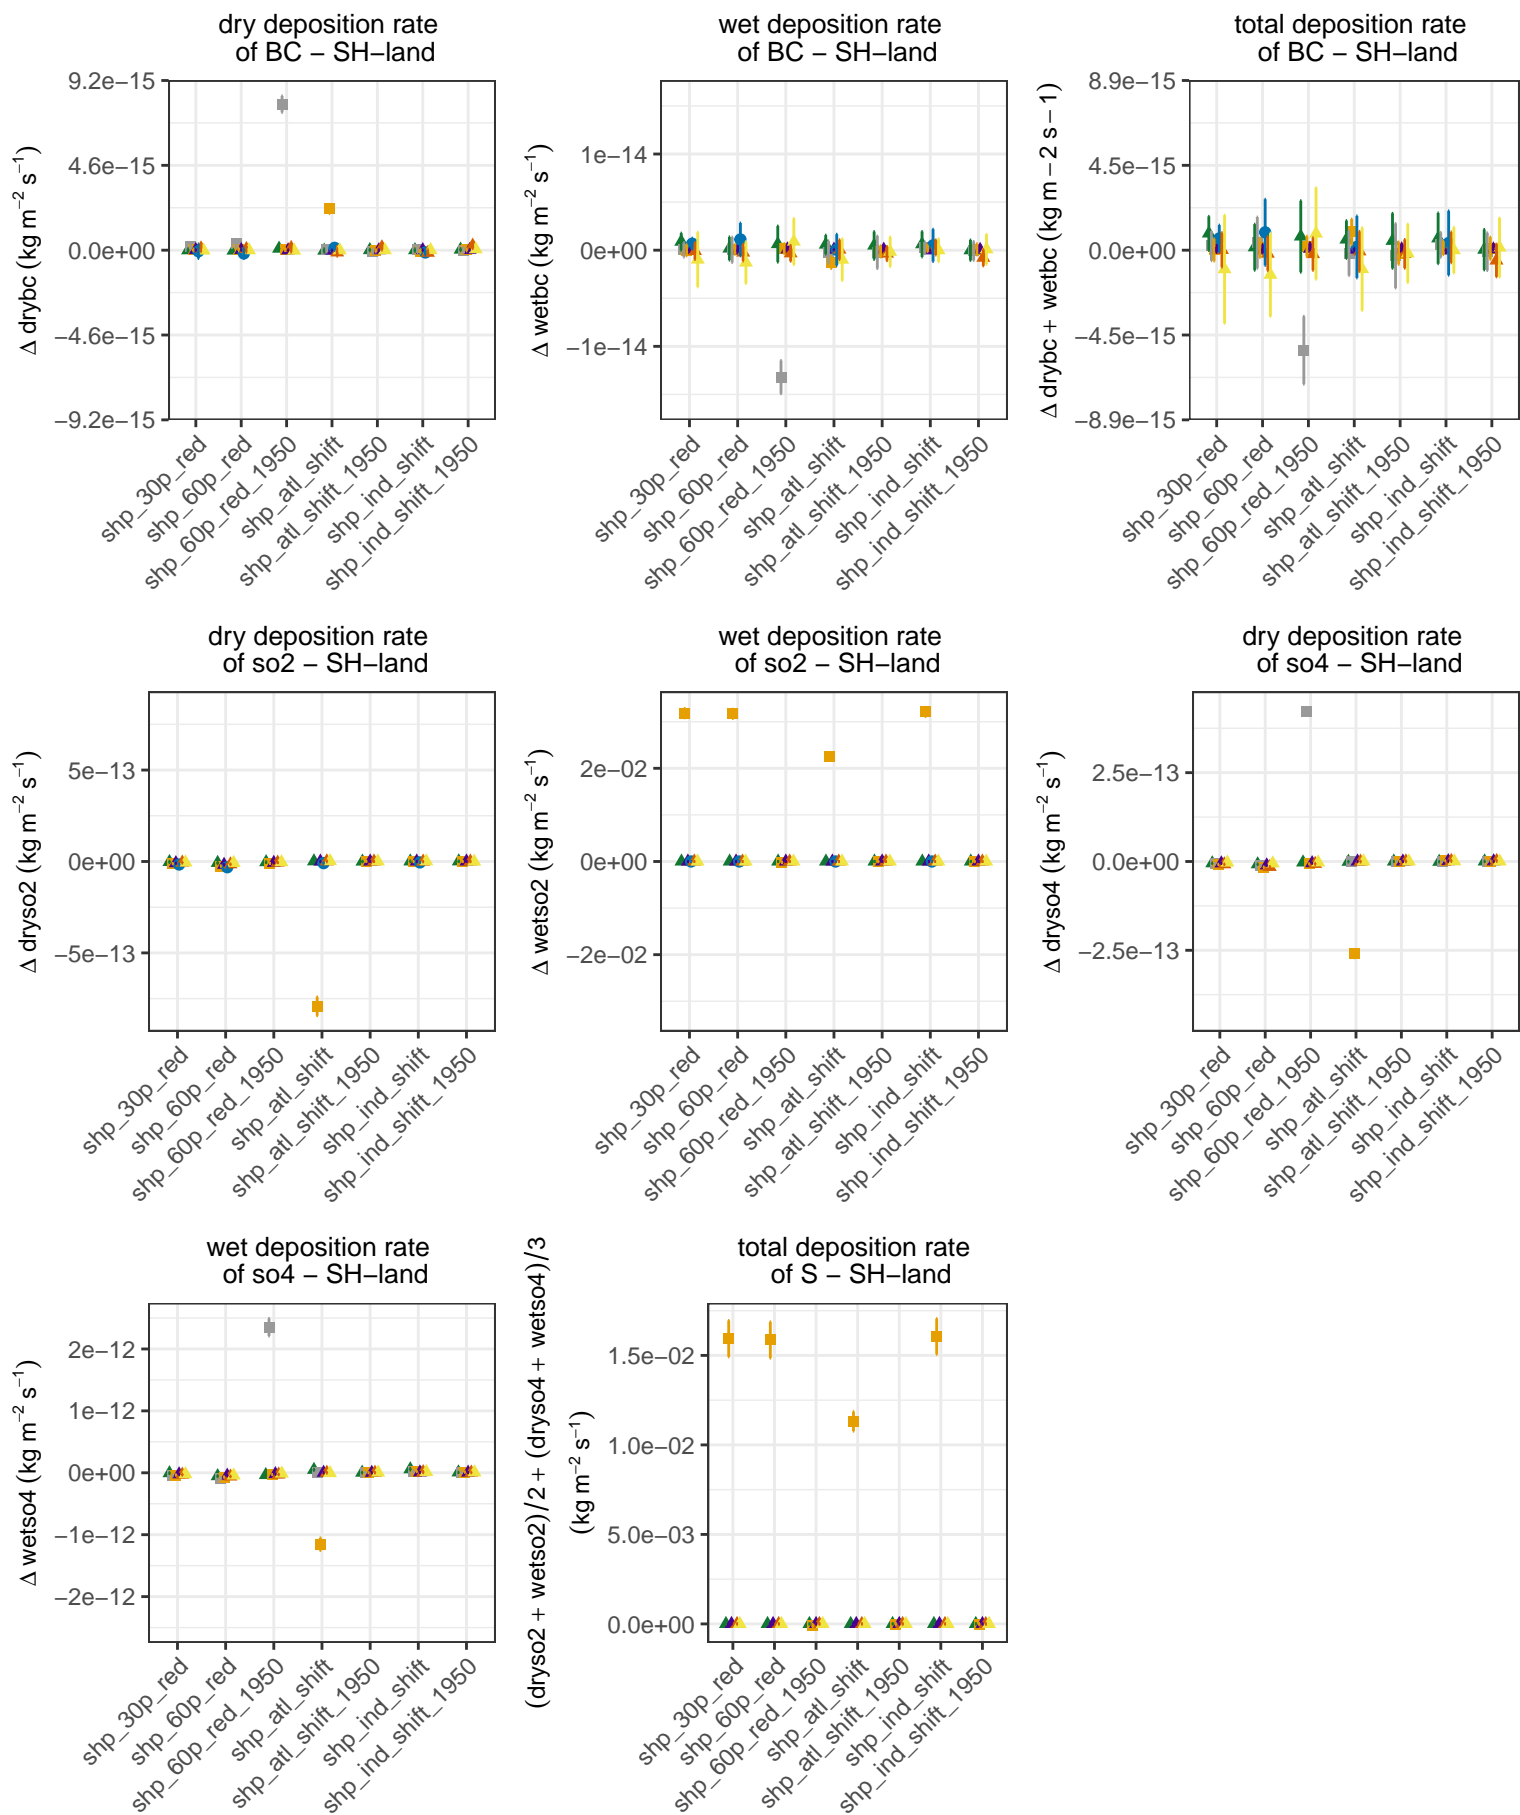 dry deposition rate
of BC − SH−land
Δ drybc (kg m−2 s−1)
9.2e−15
4.6e−15
0.0e+00
−4.6e−15
−9.2e−15
shp_30p_red
shp_60p_red
shp_60p_red_1950
shp_atl_shift
shp_atl_shift_1950
shp_ind_shift
shp_ind_shift_1950
wet deposition rate
of BC − SH−land
Δ wetbc (kg m−2 s−1)
1e−14
0e+00
−1e−14
shp_30p_red
shp_60p_red
shp_60p_red_1950
shp_atl_shift
shp_atl_shift_1950
shp_ind_shift
shp_ind_shift_1950
total deposition rate
of BC − SH−land
Δ drybc + wetbc (kg m − 2 s − 1)
8.9e−15
4.5e−15
0.0e+00
−4.5e−15
−8.9e−15
shp_30p_red
shp_60p_red
shp_60p_red_1950
shp_atl_shift
shp_atl_shift_1950
shp_ind_shift
shp_ind_shift_1950
dry deposition rate
of so2 − SH−land
Δ dryso2 (kg m−2 s−1)
5e−13
0e+00
−5e−13
shp_30p_red
shp_60p_red
shp_60p_red_1950
shp_atl_shift
shp_atl_shift_1950
shp_ind_shift
shp_ind_shift_1950
wet deposition rate
of so2 − SH−land
Δ wetso2 (kg m−2 s−1)
2e−02
0e+00
−2e−02
shp_30p_red
shp_60p_red
shp_60p_red_1950
shp_atl_shift
shp_atl_shift_1950
shp_ind_shift
shp_ind_shift_1950
dry deposition rate
of so4 − SH−land
Δ dryso4 (kg m−2 s−1)
2.5e−13
0.0e+00
−2.5e−13
shp_30p_red
shp_60p_red
shp_60p_red_1950
shp_atl_shift
shp_atl_shift_1950
shp_ind_shift
shp_ind_shift_1950
wet deposition rate
of so4 − SH−land
Δ wetso4 (kg m−2 s−1)
2e−12
1e−12
0e+00
−1e−12
−2e−12
shp_30p_red
shp_60p_red
shp_60p_red_1950
shp_atl_shift
shp_atl_shift_1950
shp_ind_shift
shp_ind_shift_1950
total deposition rate
of S − SH−land
(dryso2 + wetso2)/2 + (dryso4 + wetso4)/3
(kg m−2 s−1)
1.5e−02
1.0e−02
5.0e−03
0.0e+00
shp_30p_red
shp_60p_red
shp_60p_red_1950
shp_atl_shift
shp_atl_shift_1950
shp_ind_shift
shp_ind_shift_1950